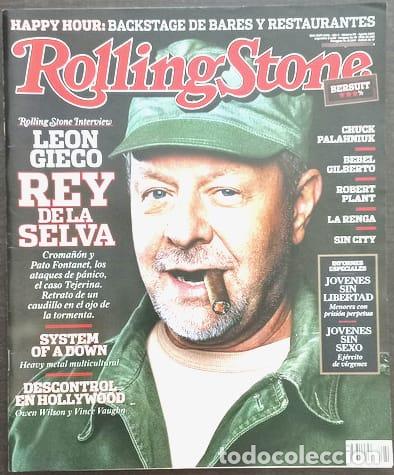 HAPPY HOUR: BACKSTAGE DE BARES Y RESTAURANTES
RollingStone
BERSUIT
Rolling Stone Interview
LEON
GIECO
REY
DE LA
SELVA
Cromañón y
Pato Fontanet, los
ataques de pánico,
el caso Tejerina.
Retrato de un
caudillo en el ojo de
la tormenta.
SYSTEM
OF A DOWN
Heavy metal multicultural
DESCONTROL
EN HOLLYWOOD
Owen Wilson y Vince Vaughn
CHUCK
PALAHNIUK
BEBEL
GILBERTO
ROBERT
PLANT
LA RENGA
SIN CITY
INFORMES
ESPECIALES
JOVENES
SIN
LIBERTAD
Menores con
prisión perpetua
JOVENES
SIN
SEXO
Ejército
de vírgenes
todocoleccion